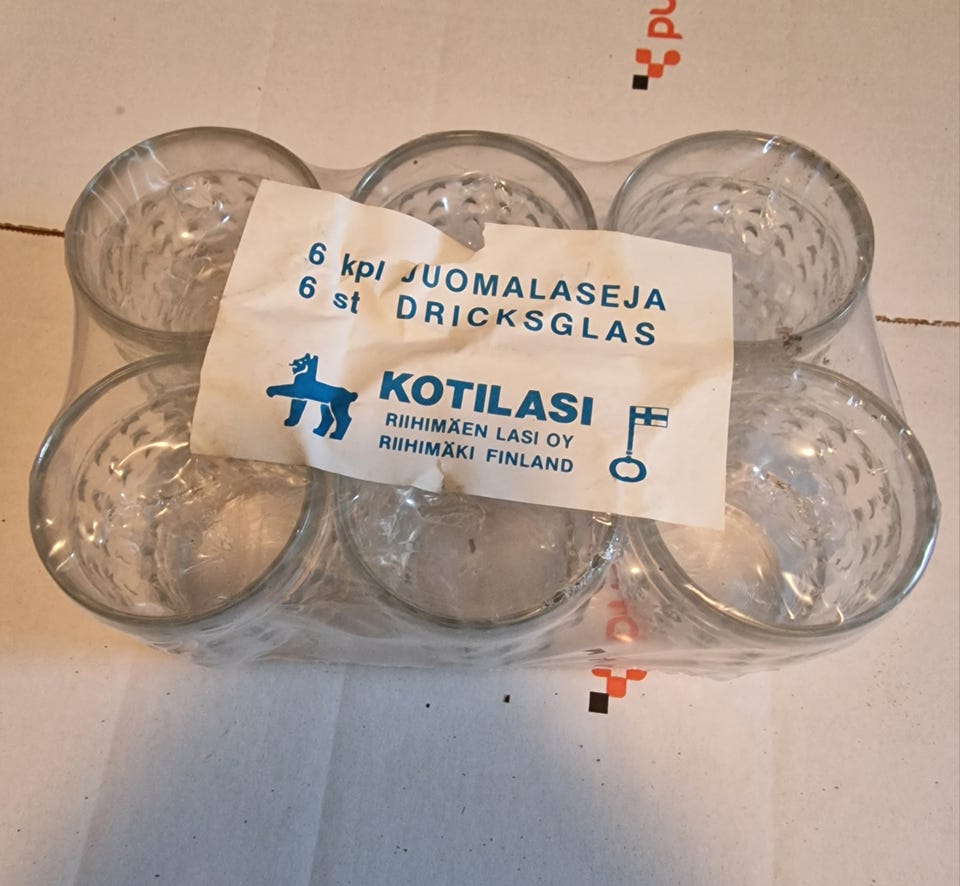 6 kpl JUOMALASEJA
6 st DRICKSGLAS
KOTILASI
RIIHIMÄEN LASI OY
RIIHIMÄKI FINLAND